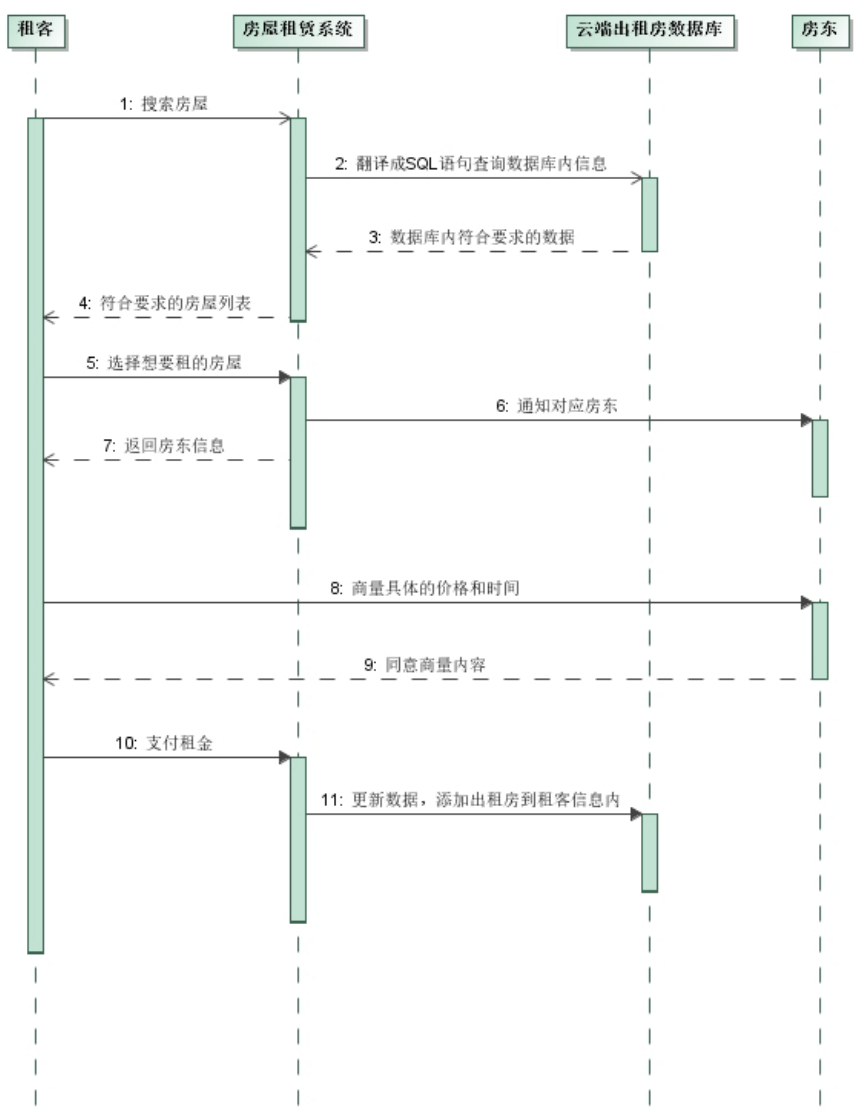 租客
房屋租赁系统
云端出租房数据库
房东
1: 搜索房屋
2: 翻译成SQL语句查询数据库内信息
3: 数据库内符合要求的数据
4: 符合要求的房屋列表
5: 选择想要租的房屋
6: 通知对应房东
7: 返回房东信息
8: 商量具体的价格和时间
9: 同意商量内容
10: 支付租金
11: 更新数据，添加出租房到租客信息内